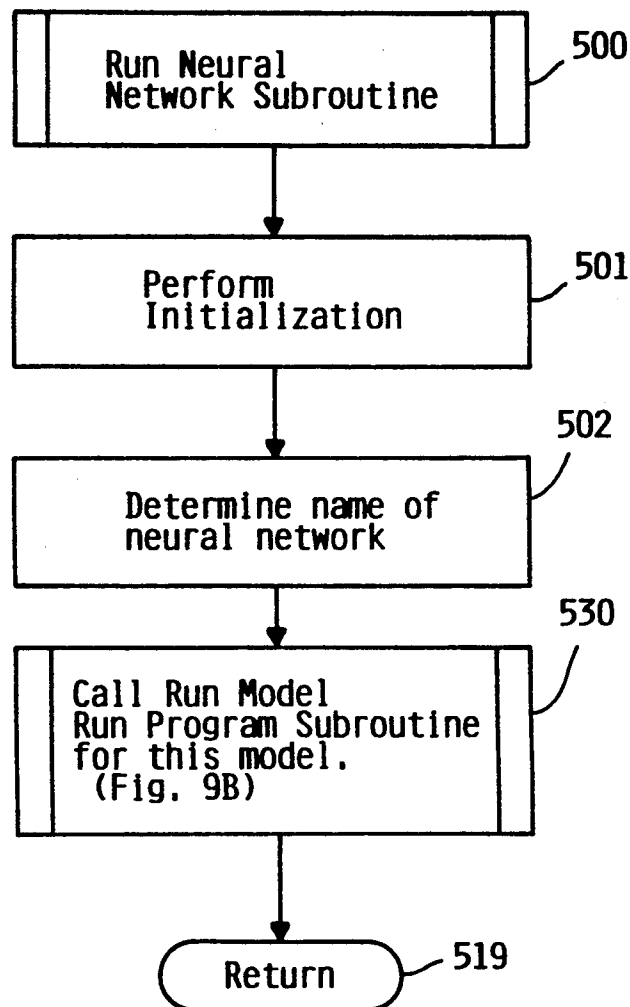 Run Neural
Network Subroutine
500
Perform
Initialization
501
502
Determine name of
neural network
530
Call Run Model
Run Program Subroutine
for this model.
(Fig. 9B)
Return
519